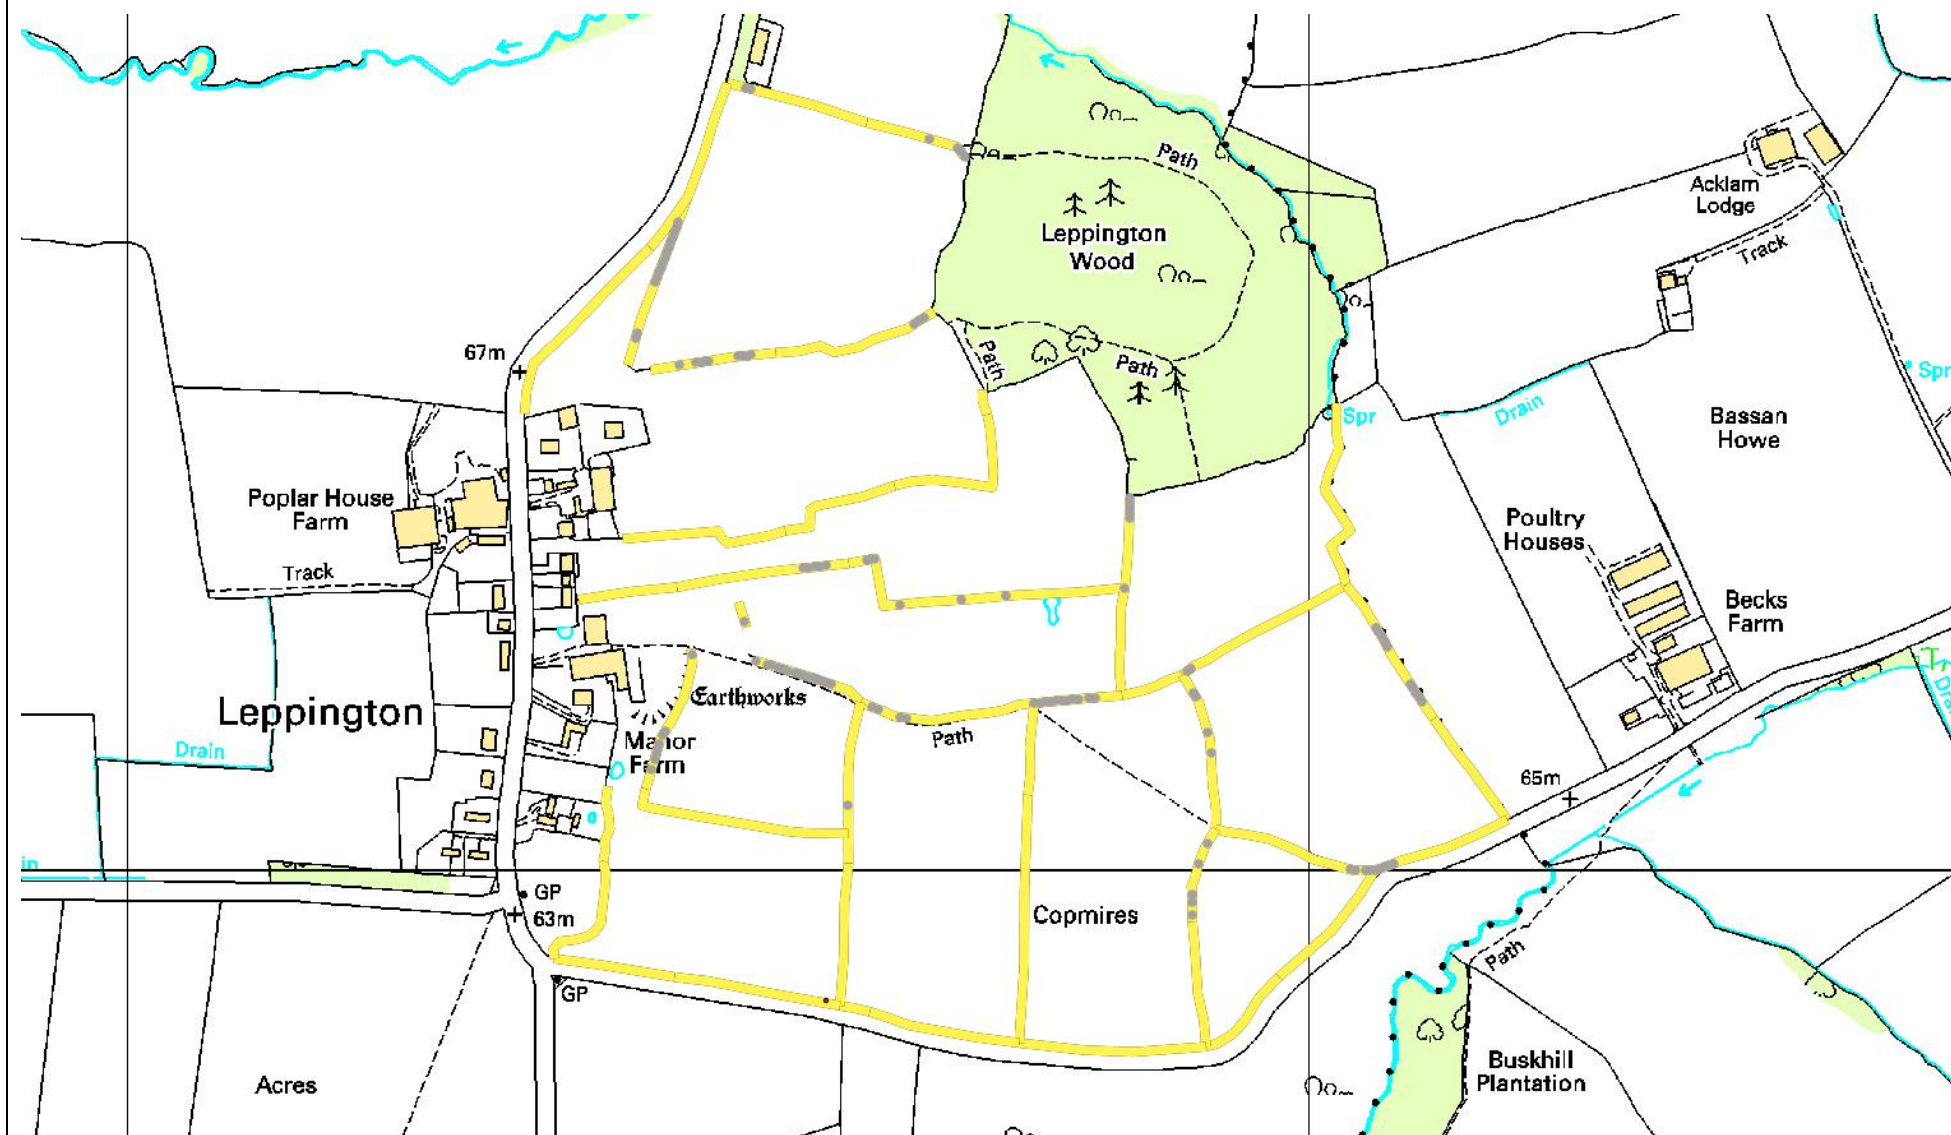 Path
Acklam
Lodge
Leppington
Wood
Track
67m
Path
Path
Spr
Spr
Drain
Bassan
Howe
Poplar House
Farm
Poultry
Houses
Track
Becks
Farm
Earthworks
Leppington
Path
Manor
Farm
Drain
65m
GP
63m
Copmires
Path
GP
Acres
Buskhill
Plantation